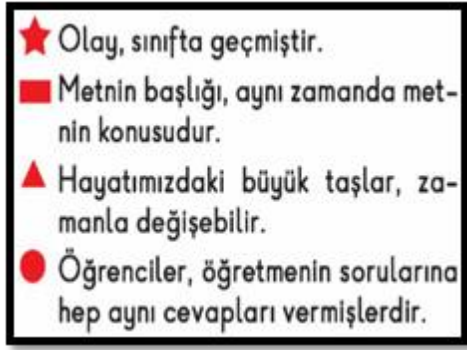 Olay, sınıfta geçmiştir.
Metnin başlığı, aynı zamanda met-
nin konusudur.
Hayatımızdaki büyük taşlar, za-
manla değişebilir.
Öğrenciler, öğretmenin sorularına
hep aynı cevapları vermişlerdir.